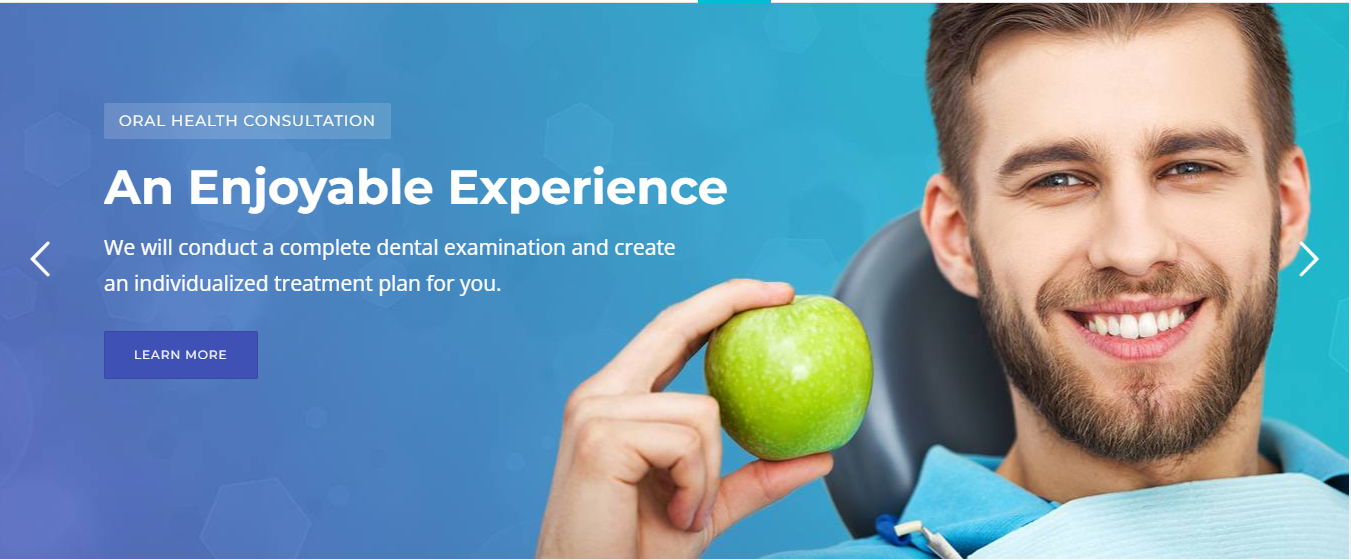 ORAL HEALTH CONSULTATION
An Enjoyable Experience
We will conduct a complete dental examination and create
an individualized treatment plan for you.
LEARN MORE